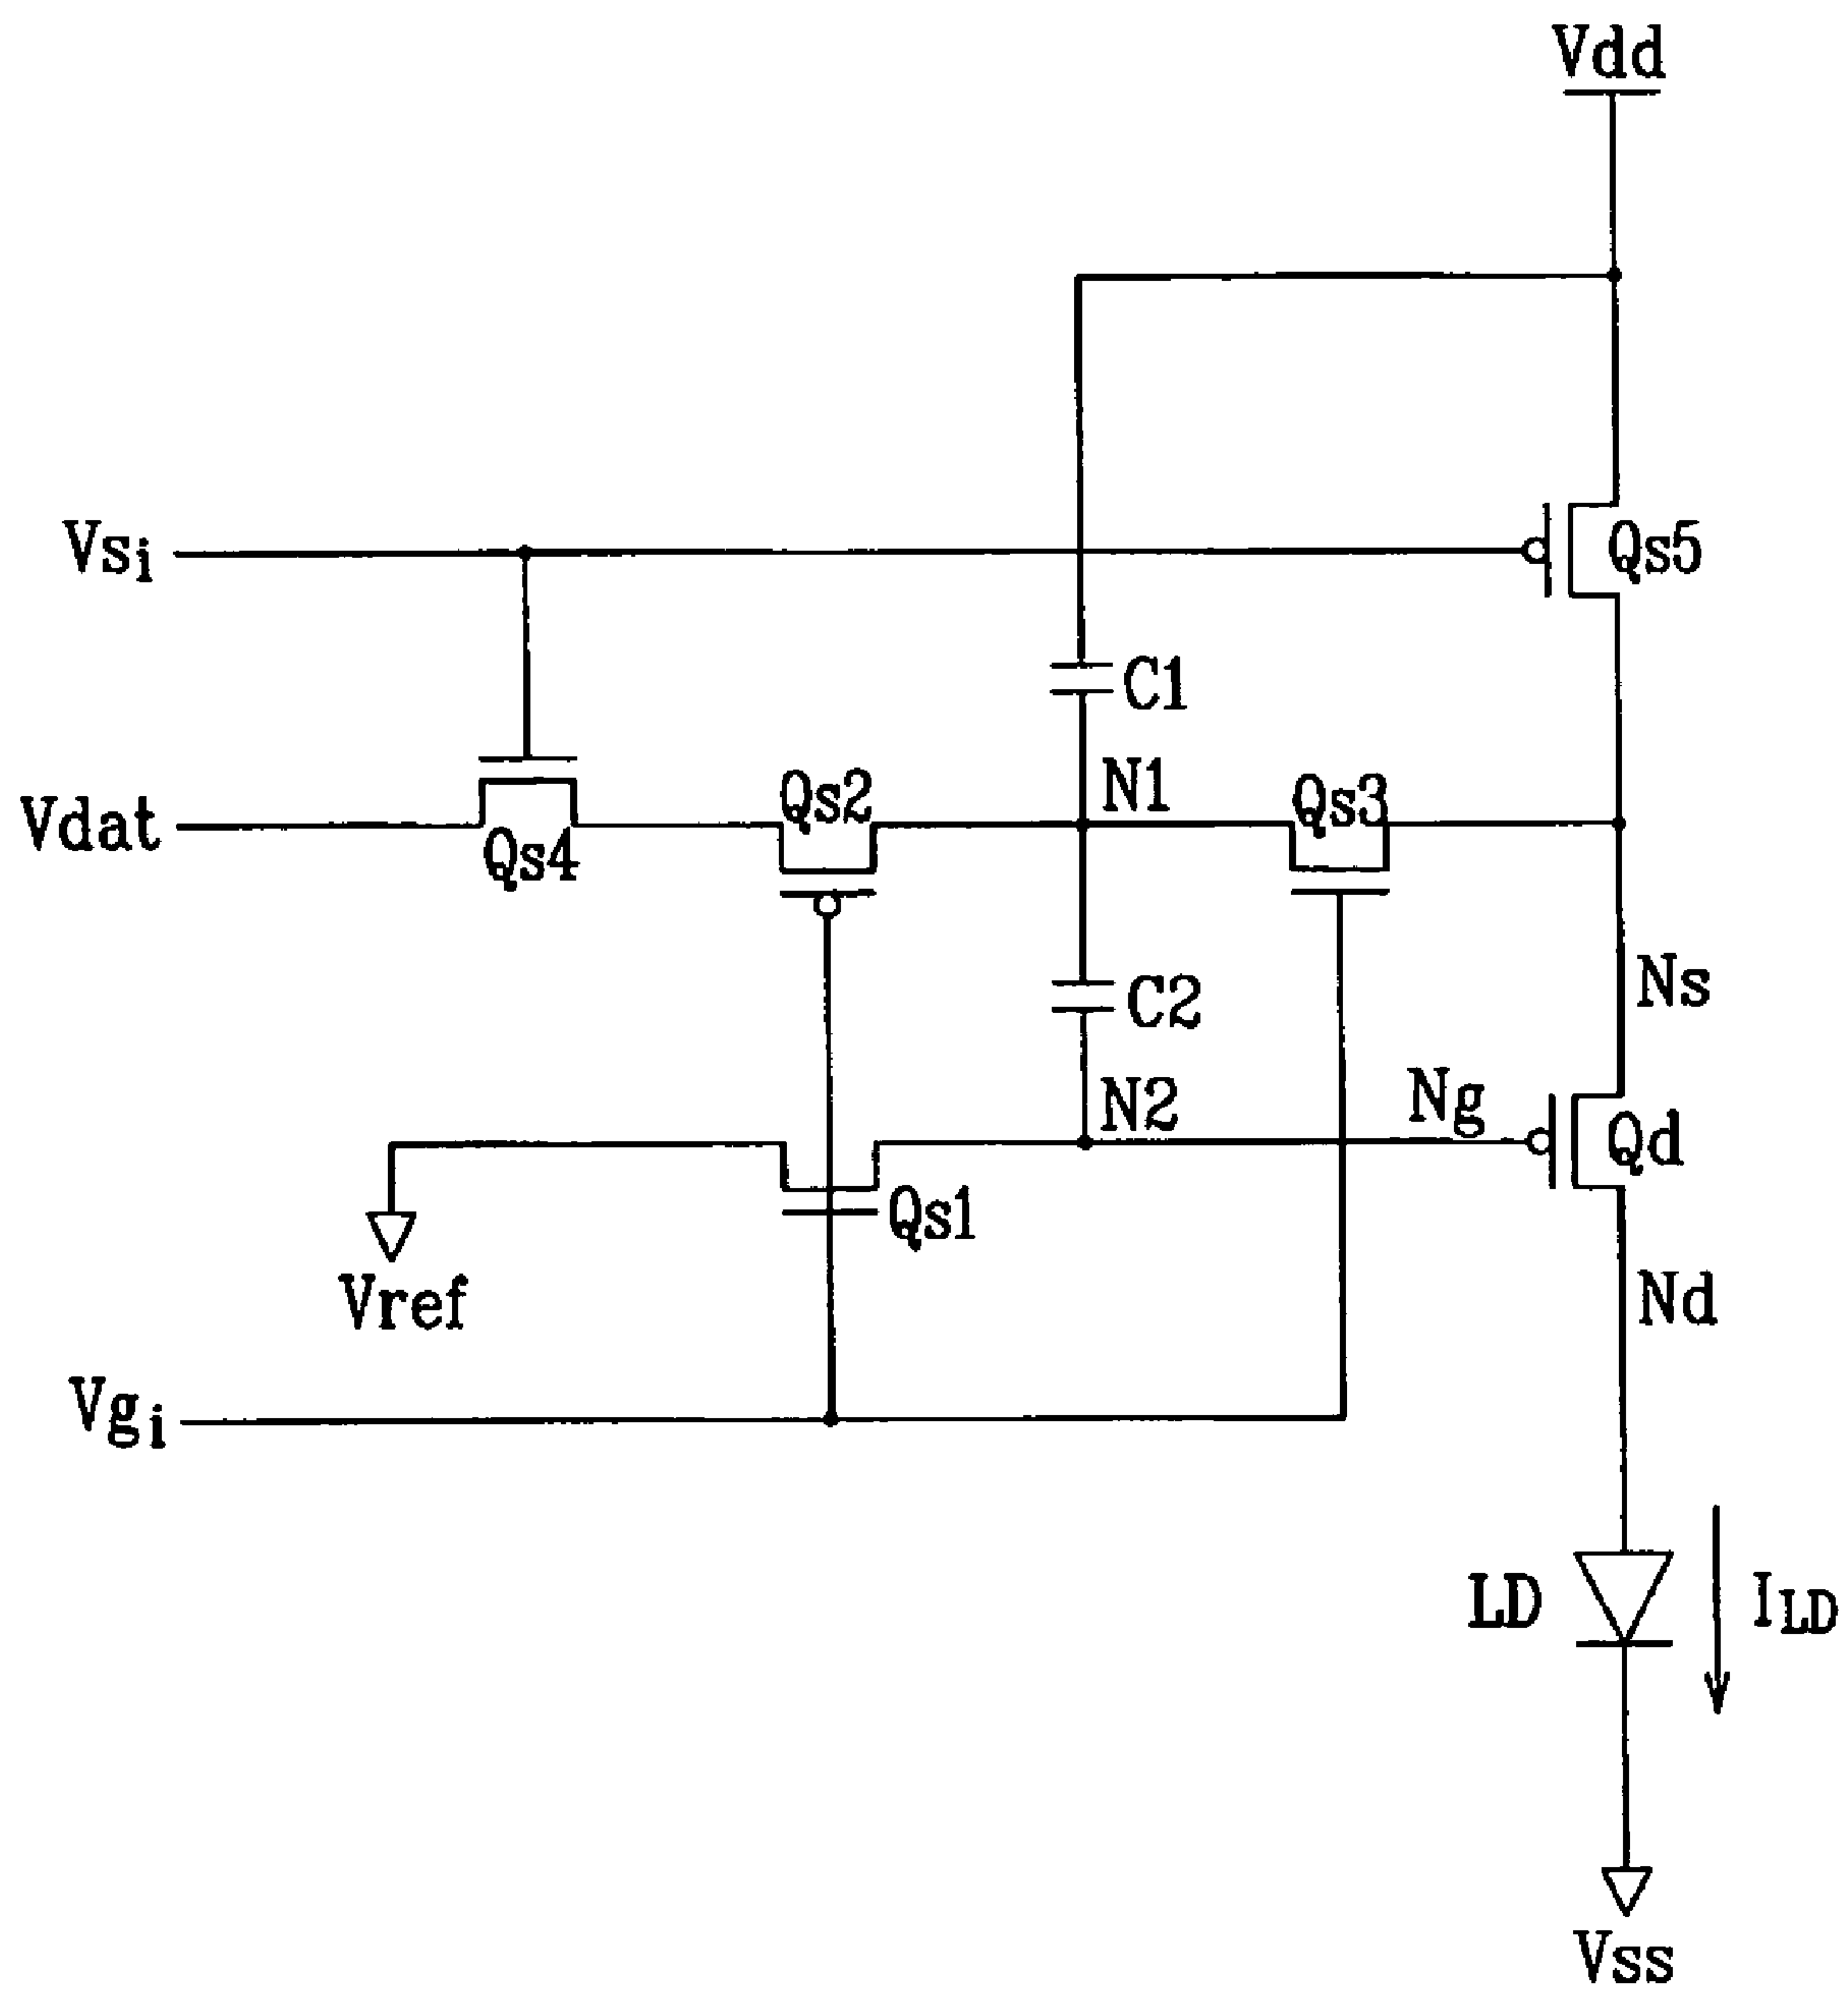 Vdd
Vsi
Qs5
C1
N1
Qs2
Qs3
Vdat
Qs4
Ns
C2
Ng
N2
Qd
Qs1
Vref
Nd
Vgi
LD
ILD
Vss